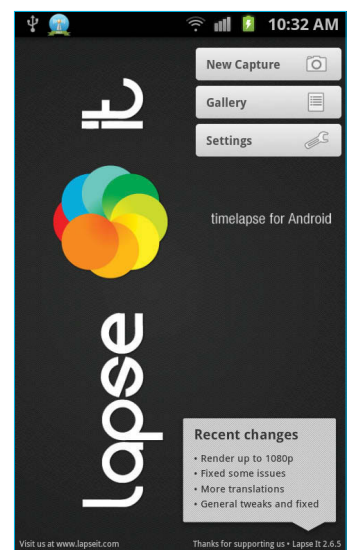 10:32 AM
New Capture
Gallery
Settings
lapse it
timelapse for Android
Recent changes
• Render up to 1080p
• Fixed some issues
• More translations
• General tweaks and fixed
Visit us at www.lapseit.com
Thanks for supporting us • Lapse It 2.6.5